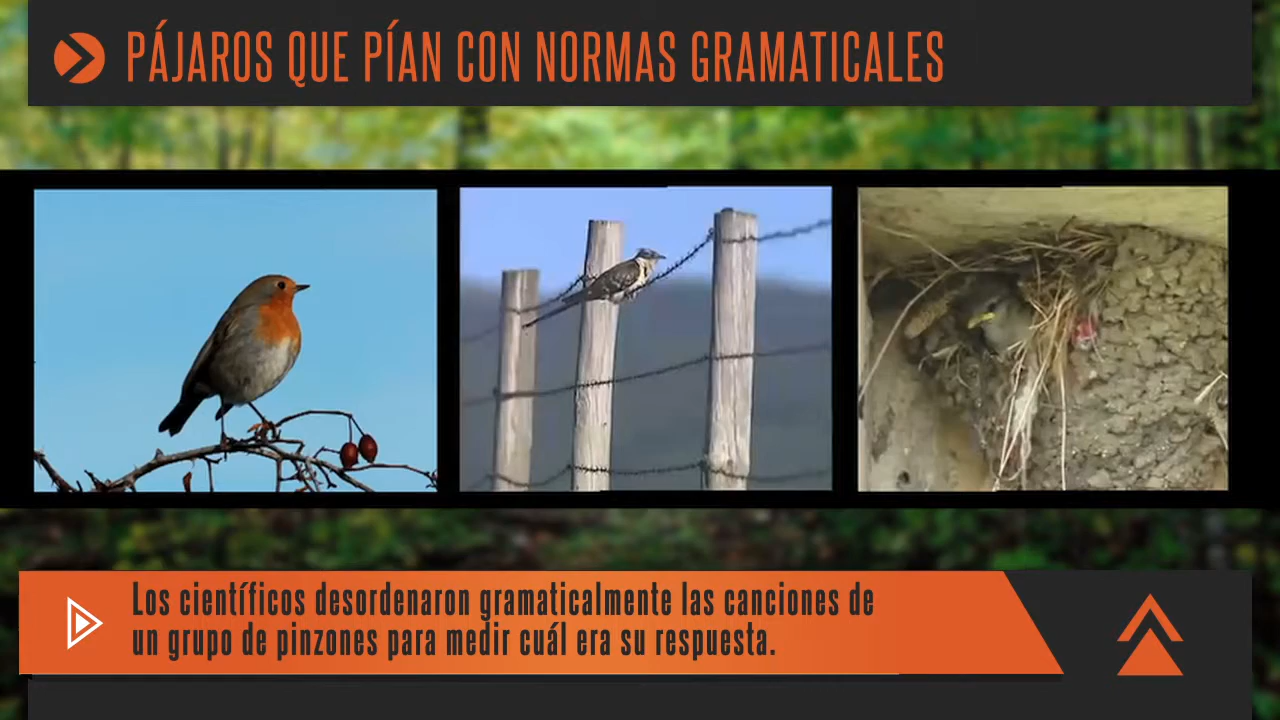 PÁJAROS QUE PÍAN CON NORMAS GRAMATICALES
Los científicos desordenaron gramaticalmente las canciones de
un grupo de pinzones para medir cuál era su respuesta.